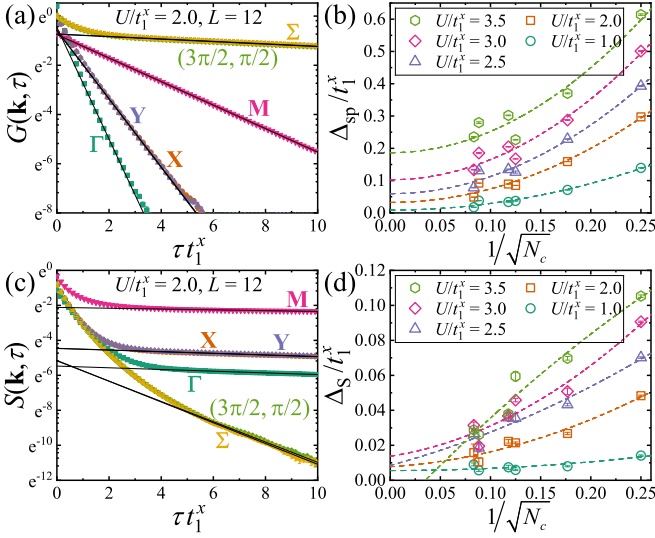 (a)
U/t₁ˣ = 2.0, L = 12
Σ
(3π/2, π/2)
M
Y
X
Γ
G(k,τ)
e⁰
e⁻²
e⁻⁴
e⁻⁶
e⁻⁸
0 2 4 6 8 10
τt₁ˣ
(b)
U/t₁ˣ = 3.5
U/t₁ˣ = 2.0
U/t₁ˣ = 3.0
U/t₁ˣ = 1.0
U/t₁ˣ = 2.5
Δsp/t₁ˣ
0.6
0.5
0.4
0.3
0.2
0.1
0.0
0.00 0.05 0.10 0.15 0.20 0.25
1/√Nc
(c)
U/t₁ˣ = 2.0, L = 12
M
X
Y
Γ
(3π/2, π/2)
Σ
S(k,τ)
e⁰
e⁻²
e⁻⁴
e⁻⁶
e⁻⁸
e⁻¹⁰
e⁻¹²
0 2 4 6 8 10
τt₁ˣ
(d)
U/t₁ˣ = 3.5
U/t₁ˣ = 2.0
U/t₁ˣ = 3.0
U/t₁ˣ = 1.0
U/t₁ˣ = 2.5
ΔS/t₁ˣ
0.12
0.10
0.08
0.06
0.04
0.02
0.00
0.00 0.05 0.10 0.15 0.20 0.25
1/√Nc